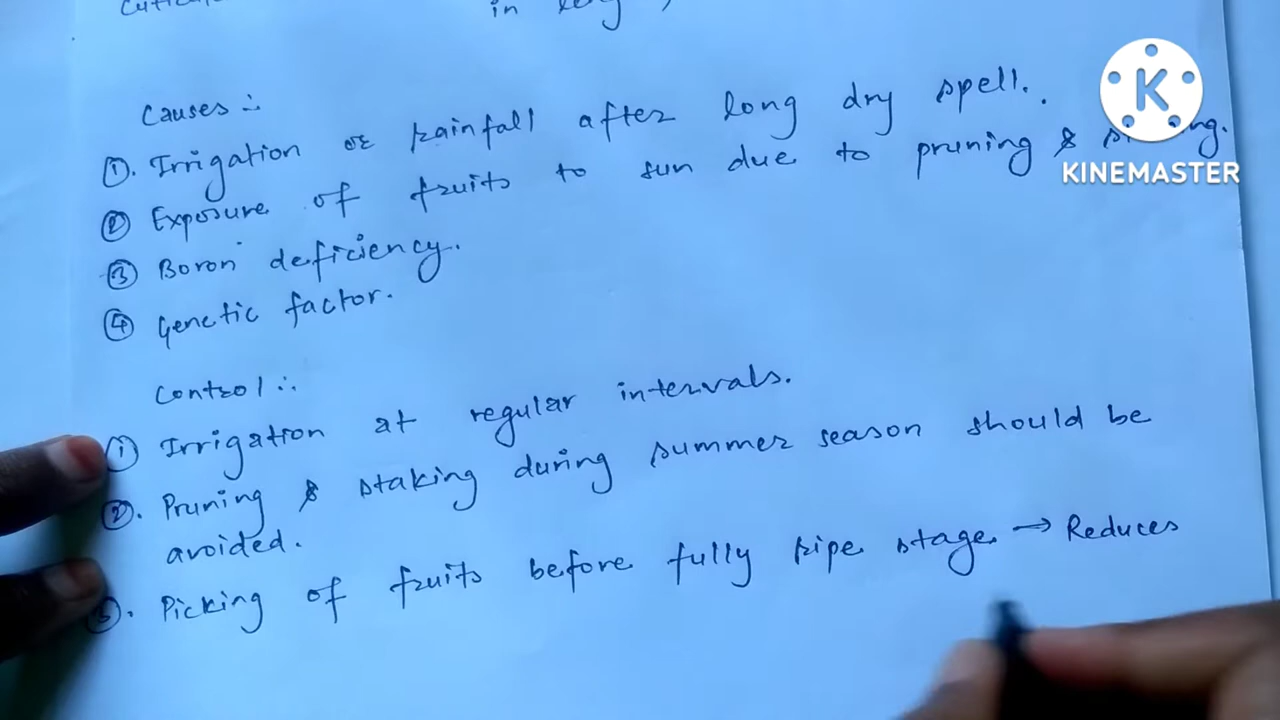 in
Causes :-
①. Irrigation or rainfall after long dry spell.
② Exposure of fruits to sun due to pruning &
③ Boron deficiency.
④ Genetic factor.
Control :-
① Irrigation at regular intervals.
②. Pruning & staking during summer season should be
avoided.
③. Picking of fruits before fully ripe stage → Reduces
K
KINEMASTER